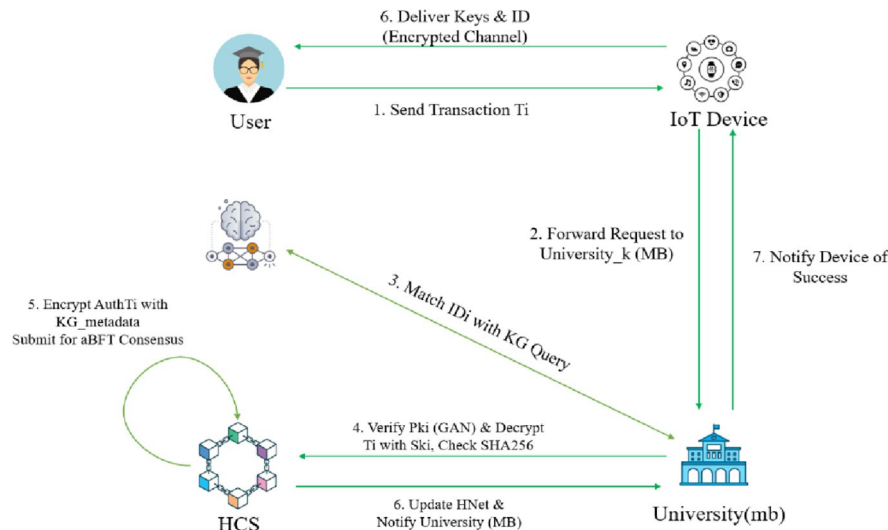 6. Deliver Keys & ID
(Encrypted Channel)
User
1. Send Transaction Ti
IoT Device
2. Forward Request to
University_k (MB)
7. Notify Device of
Success
3. Match IDi with KG Query
5. Encrypt AuthTi with
KG_metadata
Submit for aBFT Consensus
4. Verify Pki (GAN) & Decrypt
Ti with Ski, Check SHA256
HCS
6. Update HNet &
Notify University (MB)
University(mb)